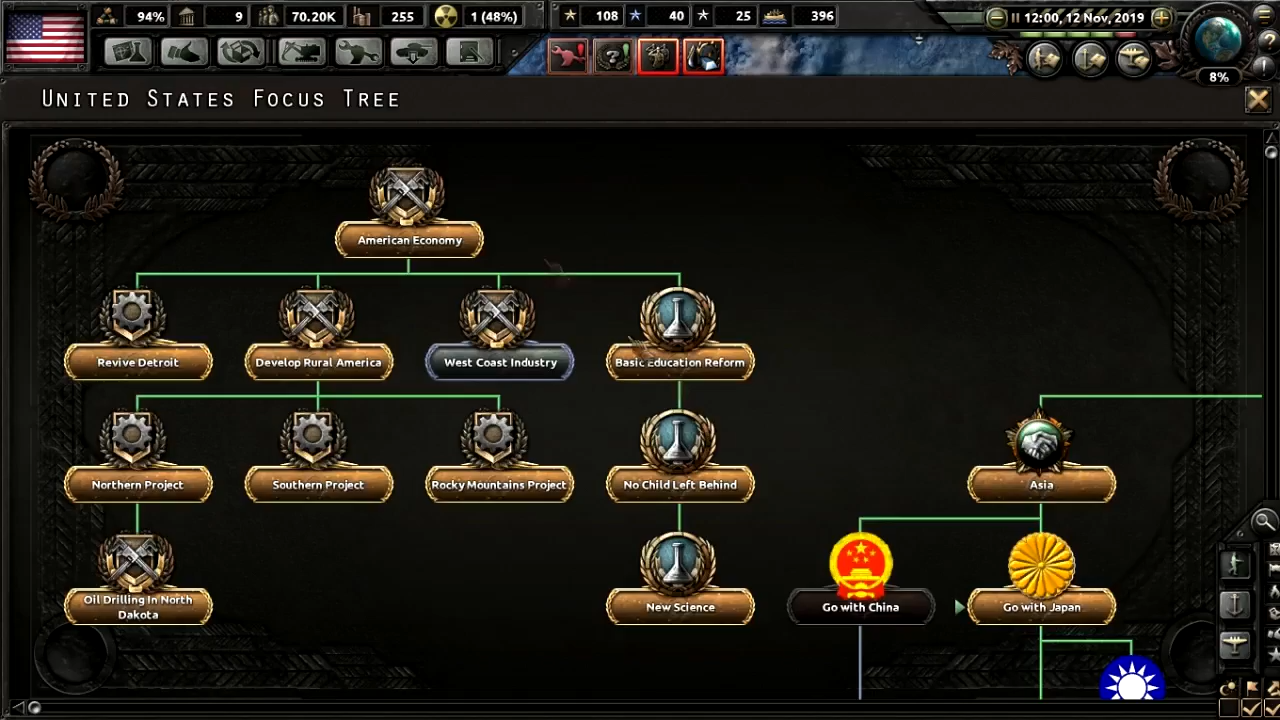 94%
9
70.20K
255
1 (48%)
108
40
25
396
12:00, 12 Nov, 2019
8%
United States Focus Tree
American Economy
Revive Detroit
Develop Rural America
West Coast Industry
Basic Education Reform
Northern Project
Southern Project
Rocky Mountains Project
No Child Left Behind
Asia
Oil Drilling In North
Dakota
New Science
Go with China
Go with Japan